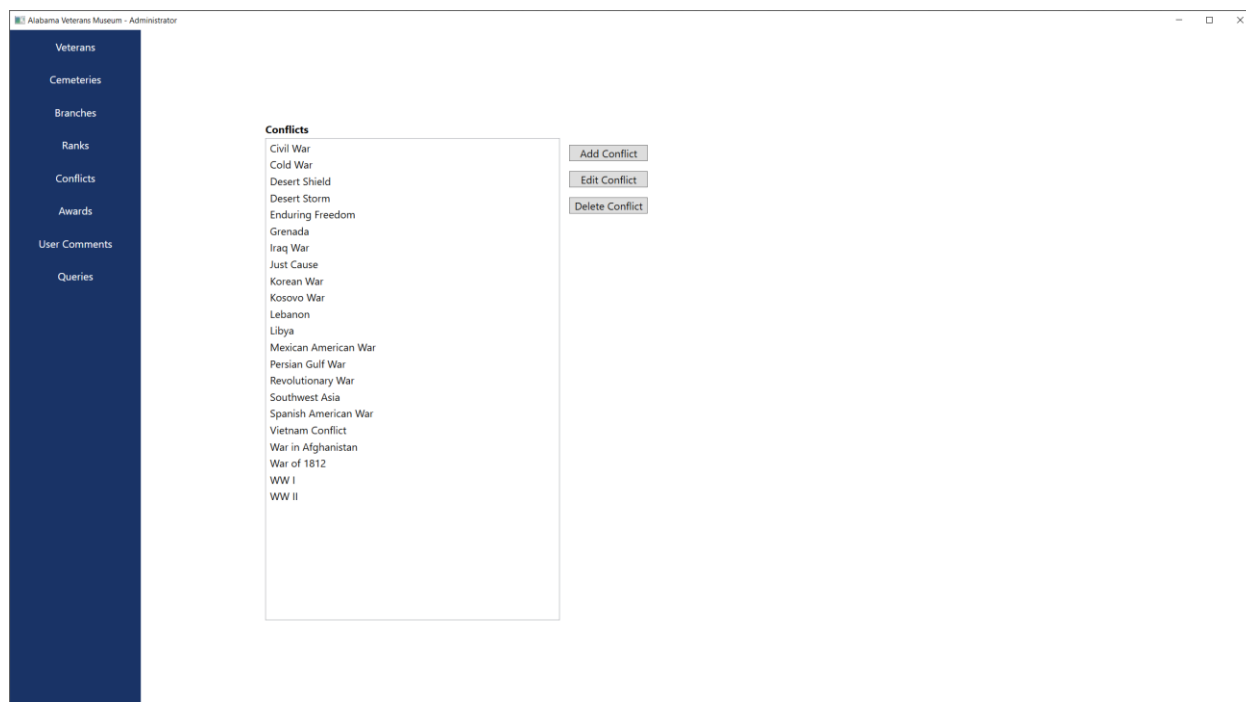 Alabama Veterans Museum - Administrator
Veterans
Cemeteries
Branches
Ranks
Conflicts
Awards
User Comments
Queries
Conflicts
Civil War
Cold War
Desert Shield
Desert Storm
Enduring Freedom
Grenada
Iraq War
Just Cause
Korean War
Kosovo War
Lebanon
Libya
Mexican American War
Persian Gulf War
Revolutionary War
Southwest Asia
Spanish American War
Vietnam Conflict
War in Afghanistan
War of 1812
WW I
WW II
Add Conflict
Edit Conflict
Delete Conflict